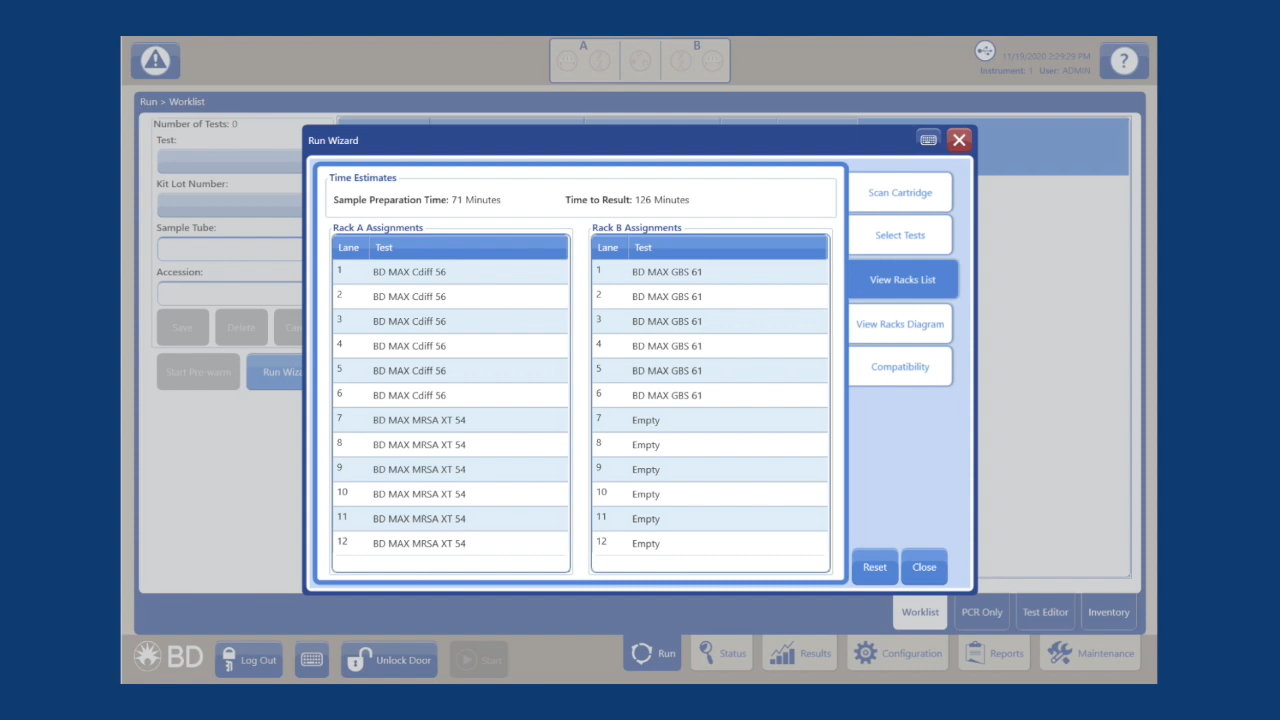 A
B
11/19/2020 2:29:29 PM
Instrument: 1 User: ADMIN
?
Run > Worklist
Number of Tests: 0
Test:
Kit Lot Number:
Sample Tube:
Accession:
Save Delete
Start Pre-warm
Run Wizard
Time Estimates
Sample Preparation Time: 71 Minutes
Time to Result: 126 Minutes
Rack A Assignments
Lane Test
1 BD MAX Cdiff 56
2 BD MAX Cdiff 56
3 BD MAX Cdiff 56
4 BD MAX Cdiff 56
5 BD MAX Cdiff 56
6 BD MAX Cdiff 56
7 BD MAX MRSA XT 54
8 BD MAX MRSA XT 54
9 BD MAX MRSA XT 54
10 BD MAX MRSA XT 54
11 BD MAX MRSA XT 54
12 BD MAX MRSA XT 54
Rack B Assignments
Lane Test
1 BD MAX GBS 61
2 BD MAX GBS 61
3 BD MAX GBS 61
4 BD MAX GBS 61
5 BD MAX GBS 61
6 BD MAX GBS 61
7 Empty
8 Empty
9 Empty
10 Empty
11 Empty
12 Empty
Scan Cartridge
Select Tests
View Racks List
View Racks Diagram
Compatibility
Reset Close
Worklist PCR Only Test Editor Inventory
BD Log Out Unlock Door Start Run Status Results Configuration Reports Maintenance